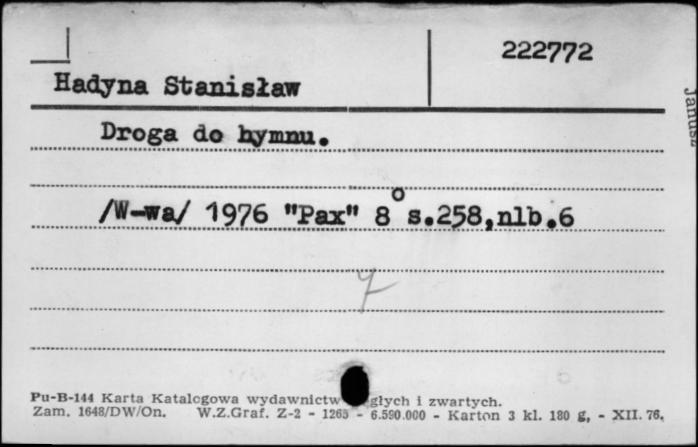 222772
Hadyna Stanisław
Droga do hymnu.
/W-wa/ 1976 "Pax" 8° s.258,nlb.6
Janusz
Pu-B-144 Karta Katalogowa wydawnictw głych i zwartych.
Zam. 1648/DW/On. W.Z.Graf. Z-2 - 1265 - 6.590.000 - Karton 3 kl. 180 g, - XII. 76.